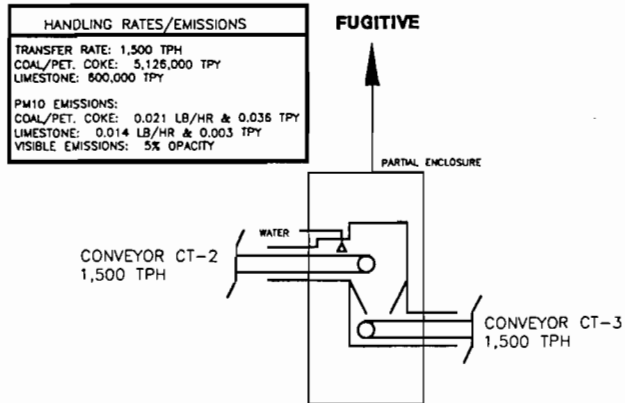 HANDLING RATES/EMISSIONS
TRANSFER RATE: 1,500 TPH
COAL/PET. COKE: 5,126,000 TPY
LIMESTONE: 600,000 TPY
PM10 EMISSIONS:
COAL/PET. COKE: 0.021 LB/HR & 0.036 TPY
LIMESTONE: 0.014 LB/HR & 0.003 TPY
VISIBLE EMISSIONS: 5% OPACITY
FUGITIVE
PARTIAL ENCLOSURE
WATER
CONVEYOR CT-2
1,500 TPH
CONVEYOR CT-3
1,500 TPH